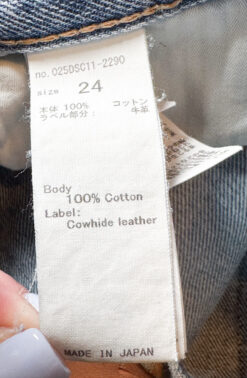 no. 025DSC11-2290
size 24
本体 100% コットン
ラベル部分: 牛革
Body
100% Cotton
Label:
Cowhide leather
MADE IN JAPAN